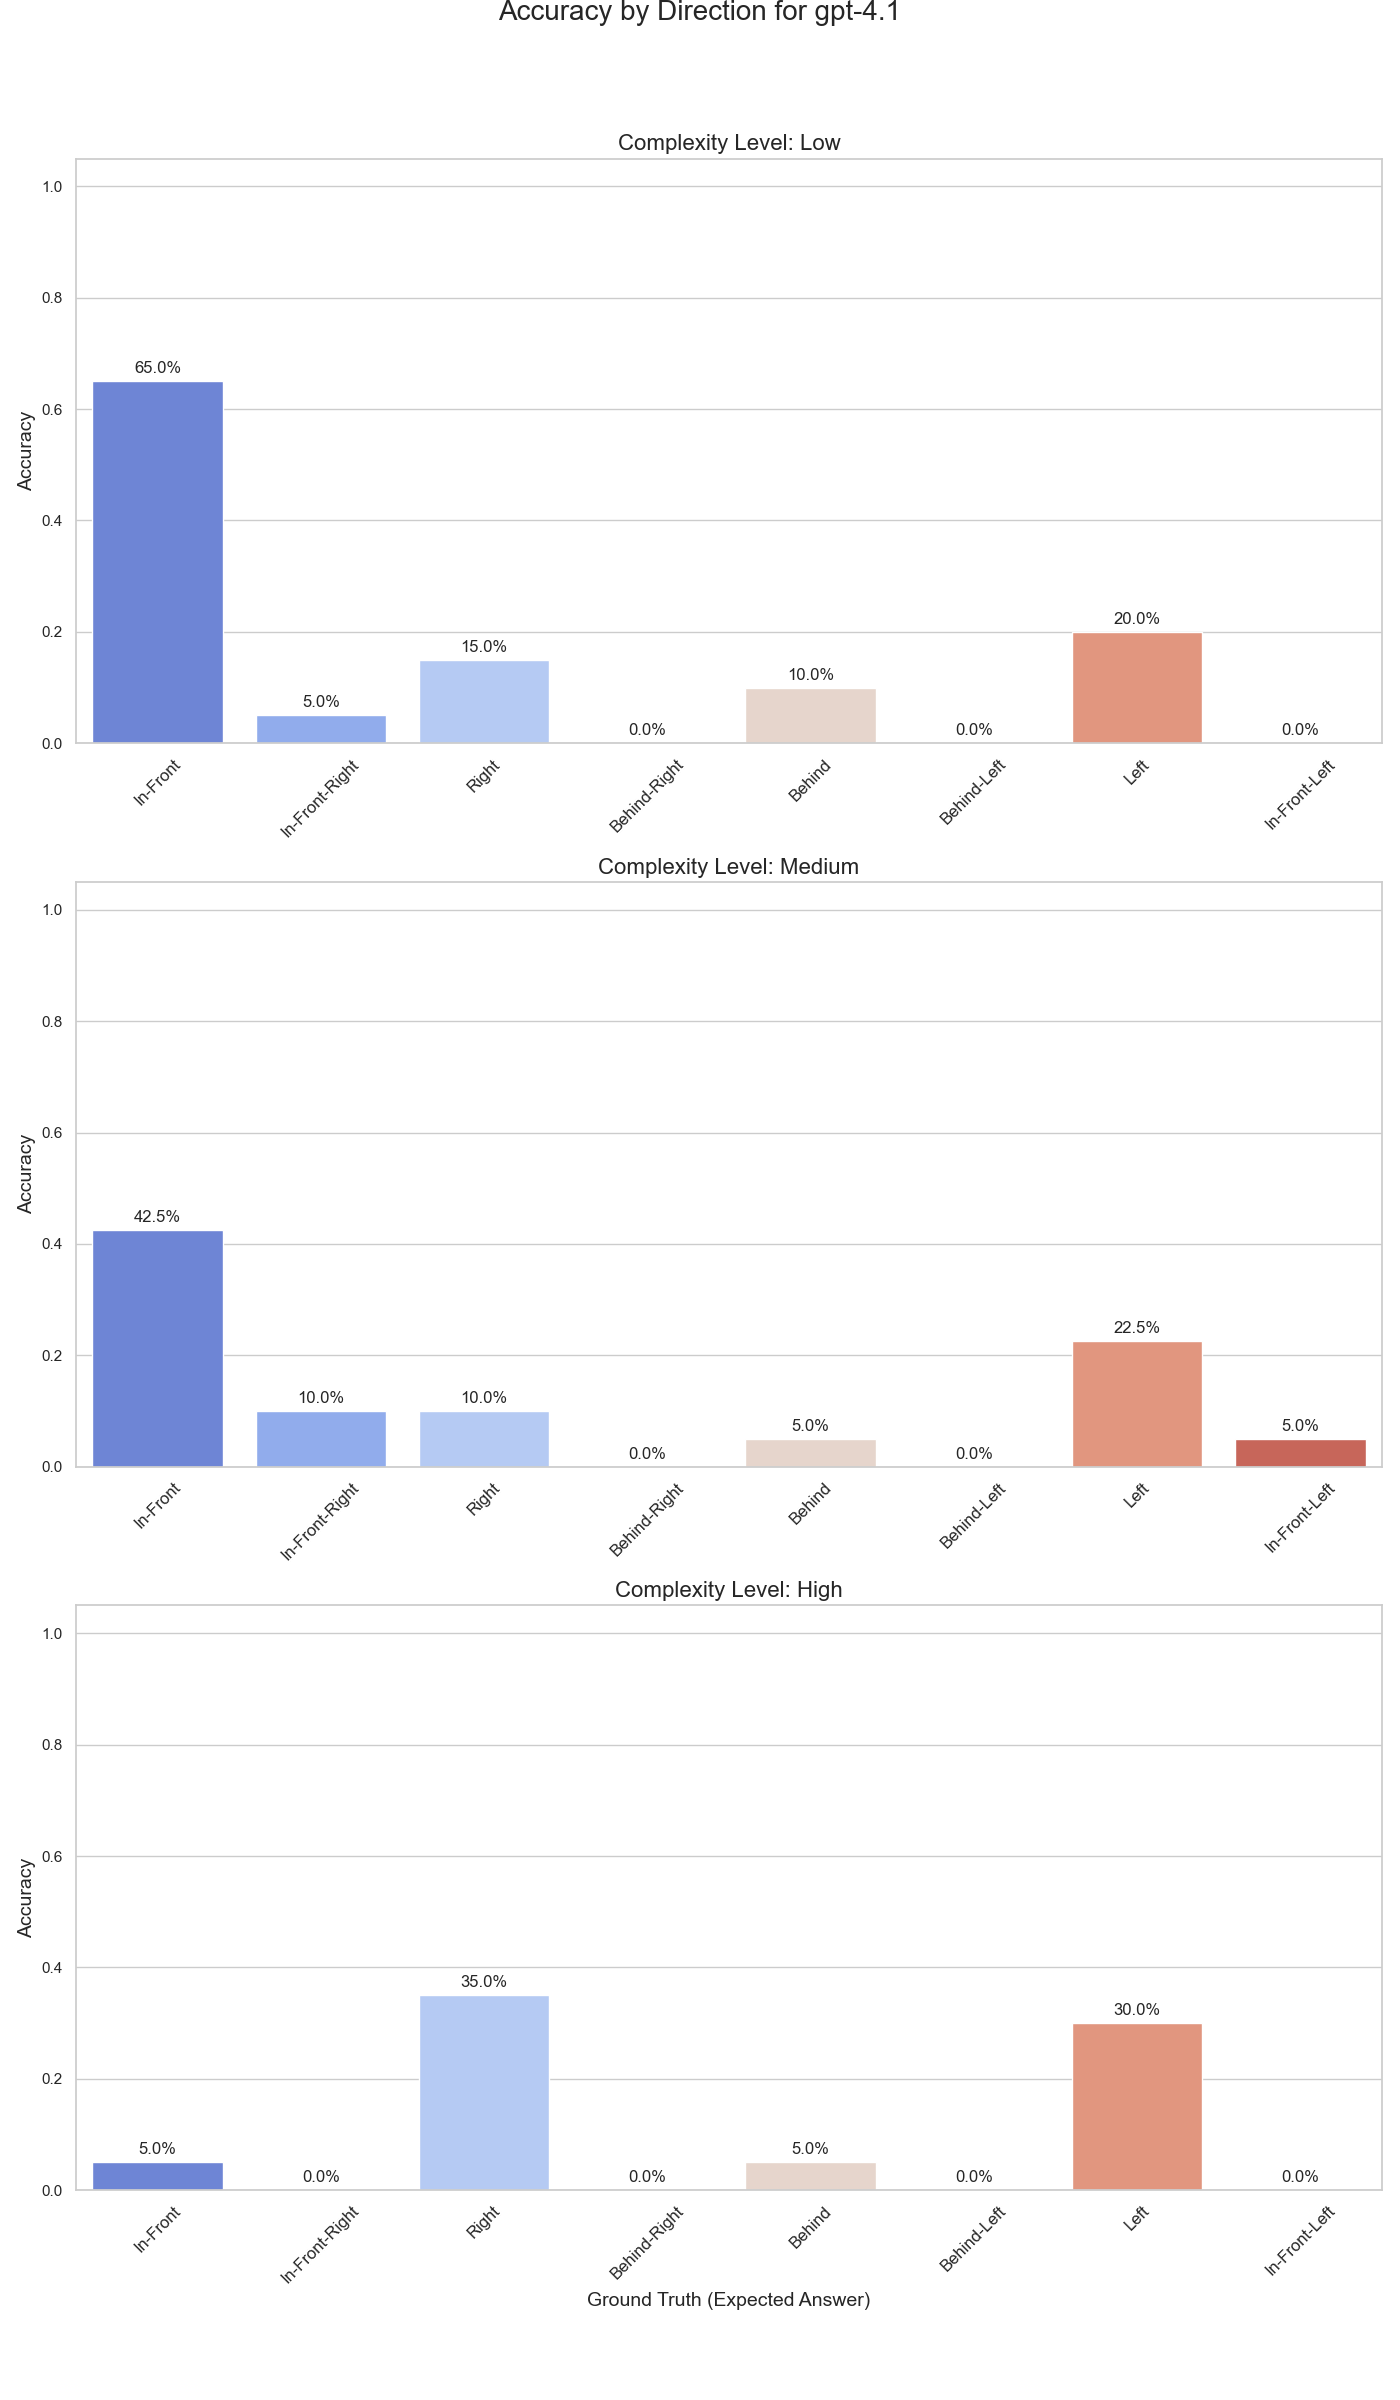 Accuracy by Direction for gpt-4.1
Complexity Level: Low
Accuracy
1.0
0.8
0.6
0.4
0.2
0.0
65.0%
5.0%
15.0%
0.0%
10.0%
0.0%
20.0%
0.0%
In-Front
In-Front-Right
Right
Behind-Right
Behind
Behind-Left
Left
In-Front-Left
Complexity Level: Medium
Accuracy
1.0
0.8
0.6
0.4
0.2
0.0
42.5%
10.0%
10.0%
0.0%
5.0%
0.0%
22.5%
5.0%
In-Front
In-Front-Right
Right
Behind-Right
Behind
Behind-Left
Left
In-Front-Left
Complexity Level: High
Accuracy
1.0
0.8
0.6
0.4
0.2
0.0
5.0%
0.0%
35.0%
0.0%
5.0%
0.0%
30.0%
0.0%
In-Front
In-Front-Right
Right
Behind-Right
Behind
Behind-Left
Left
In-Front-Left
Ground Truth (Expected Answer)